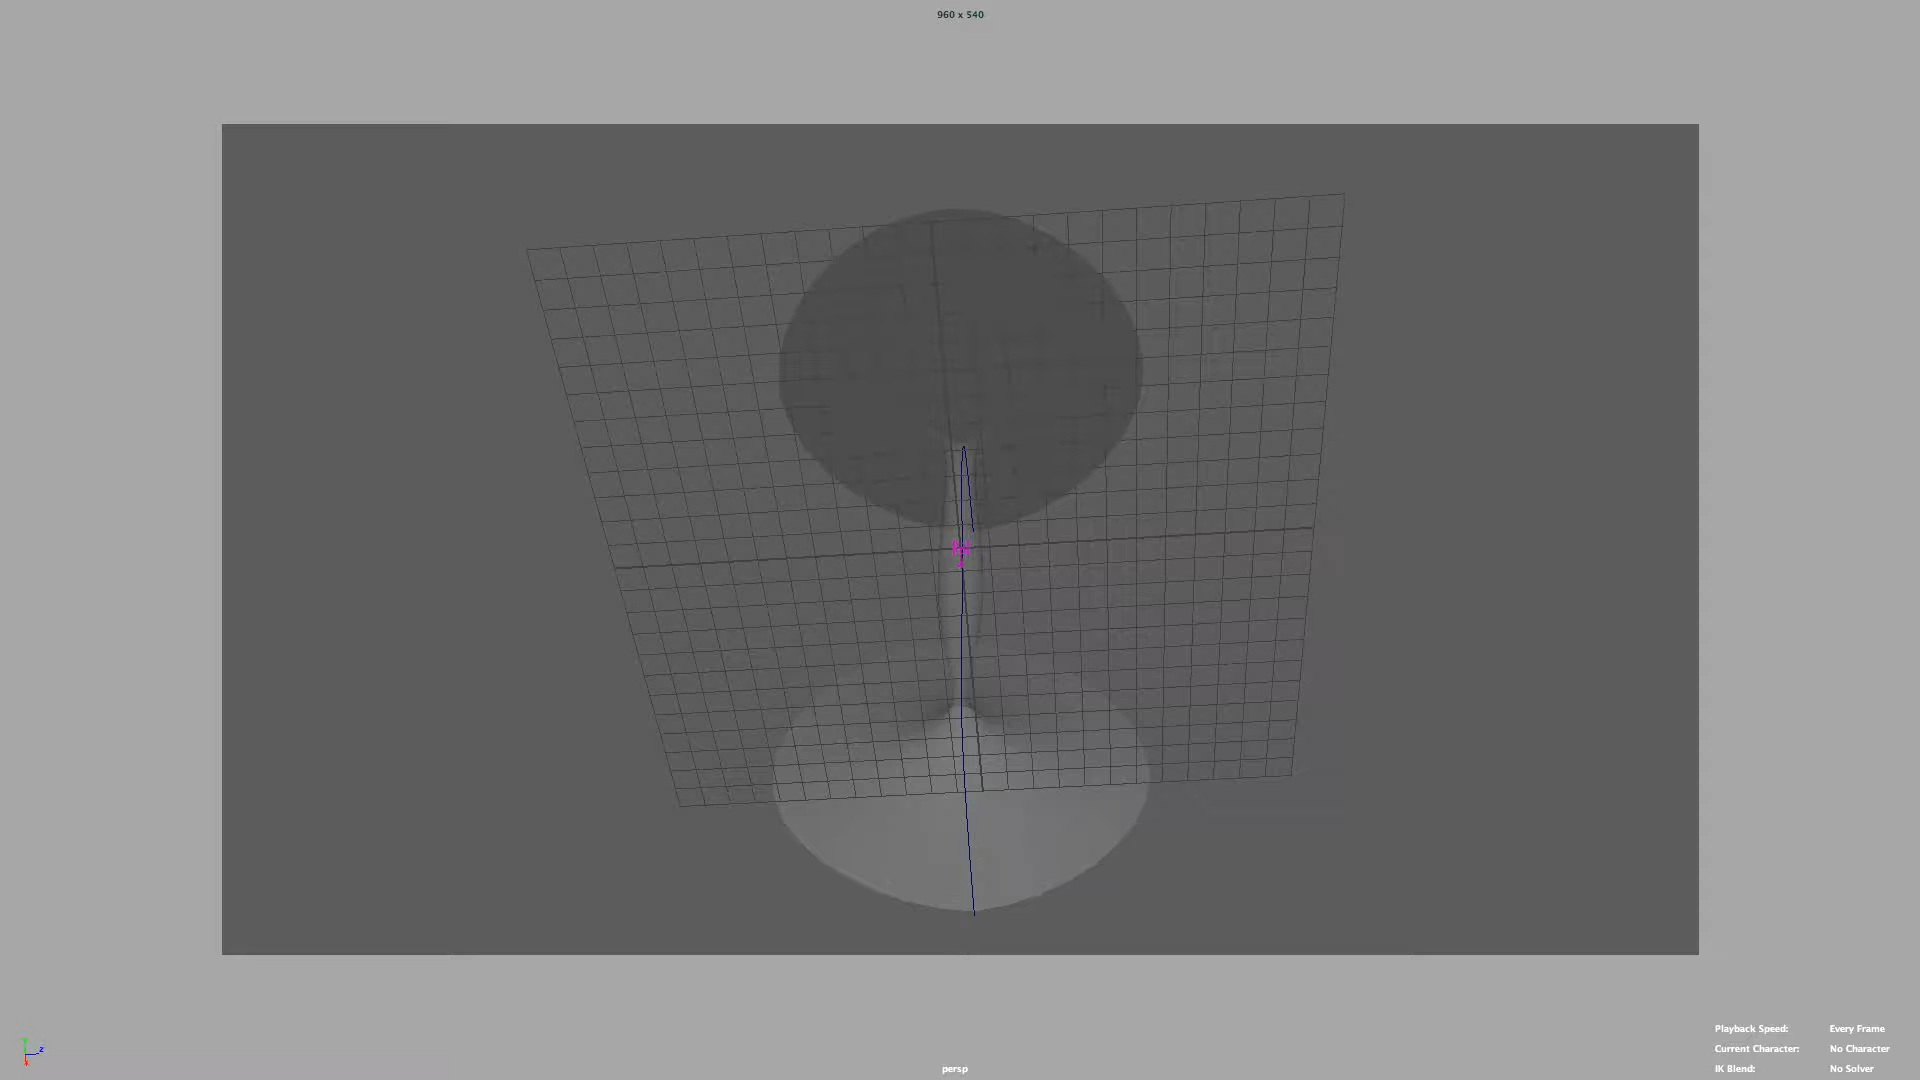 960 x 540
Playback Speed: Every Frame
Current Character: No Character
IK Blend: No Solver
persp
z